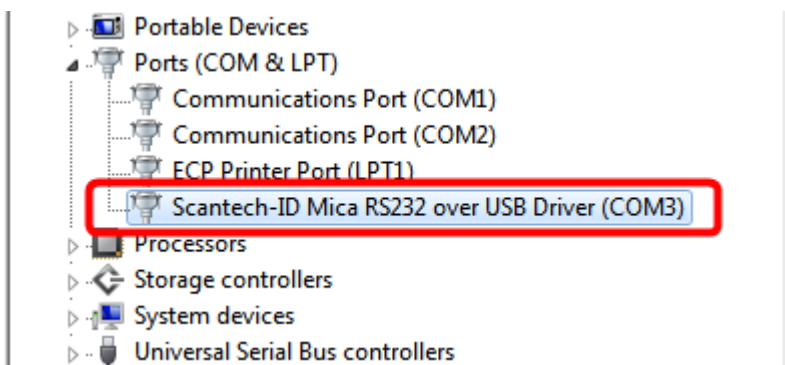 Portable Devices
Ports (COM & LPT)
Communications Port (COM1)
Communications Port (COM2)
ECP Printer Port (LPT1)
Scantech-ID Mica RS232 over USB Driver (COM3)
Processors
Storage controllers
System devices
Universal Serial Bus controllers